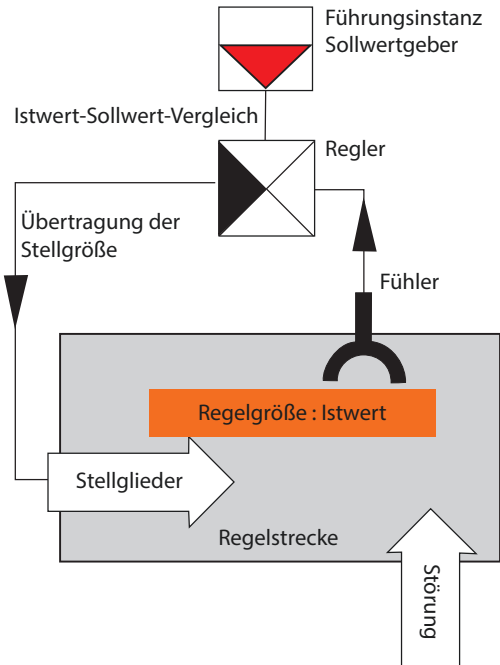 Führungsinstanz
Sollwertgeber
Istwert-Sollwert-Vergleich
Regler
Übertragung der
Stellgröße
Fühler
Regelgröße : Istwert
Stellglieder
Regelstrecke
Störung